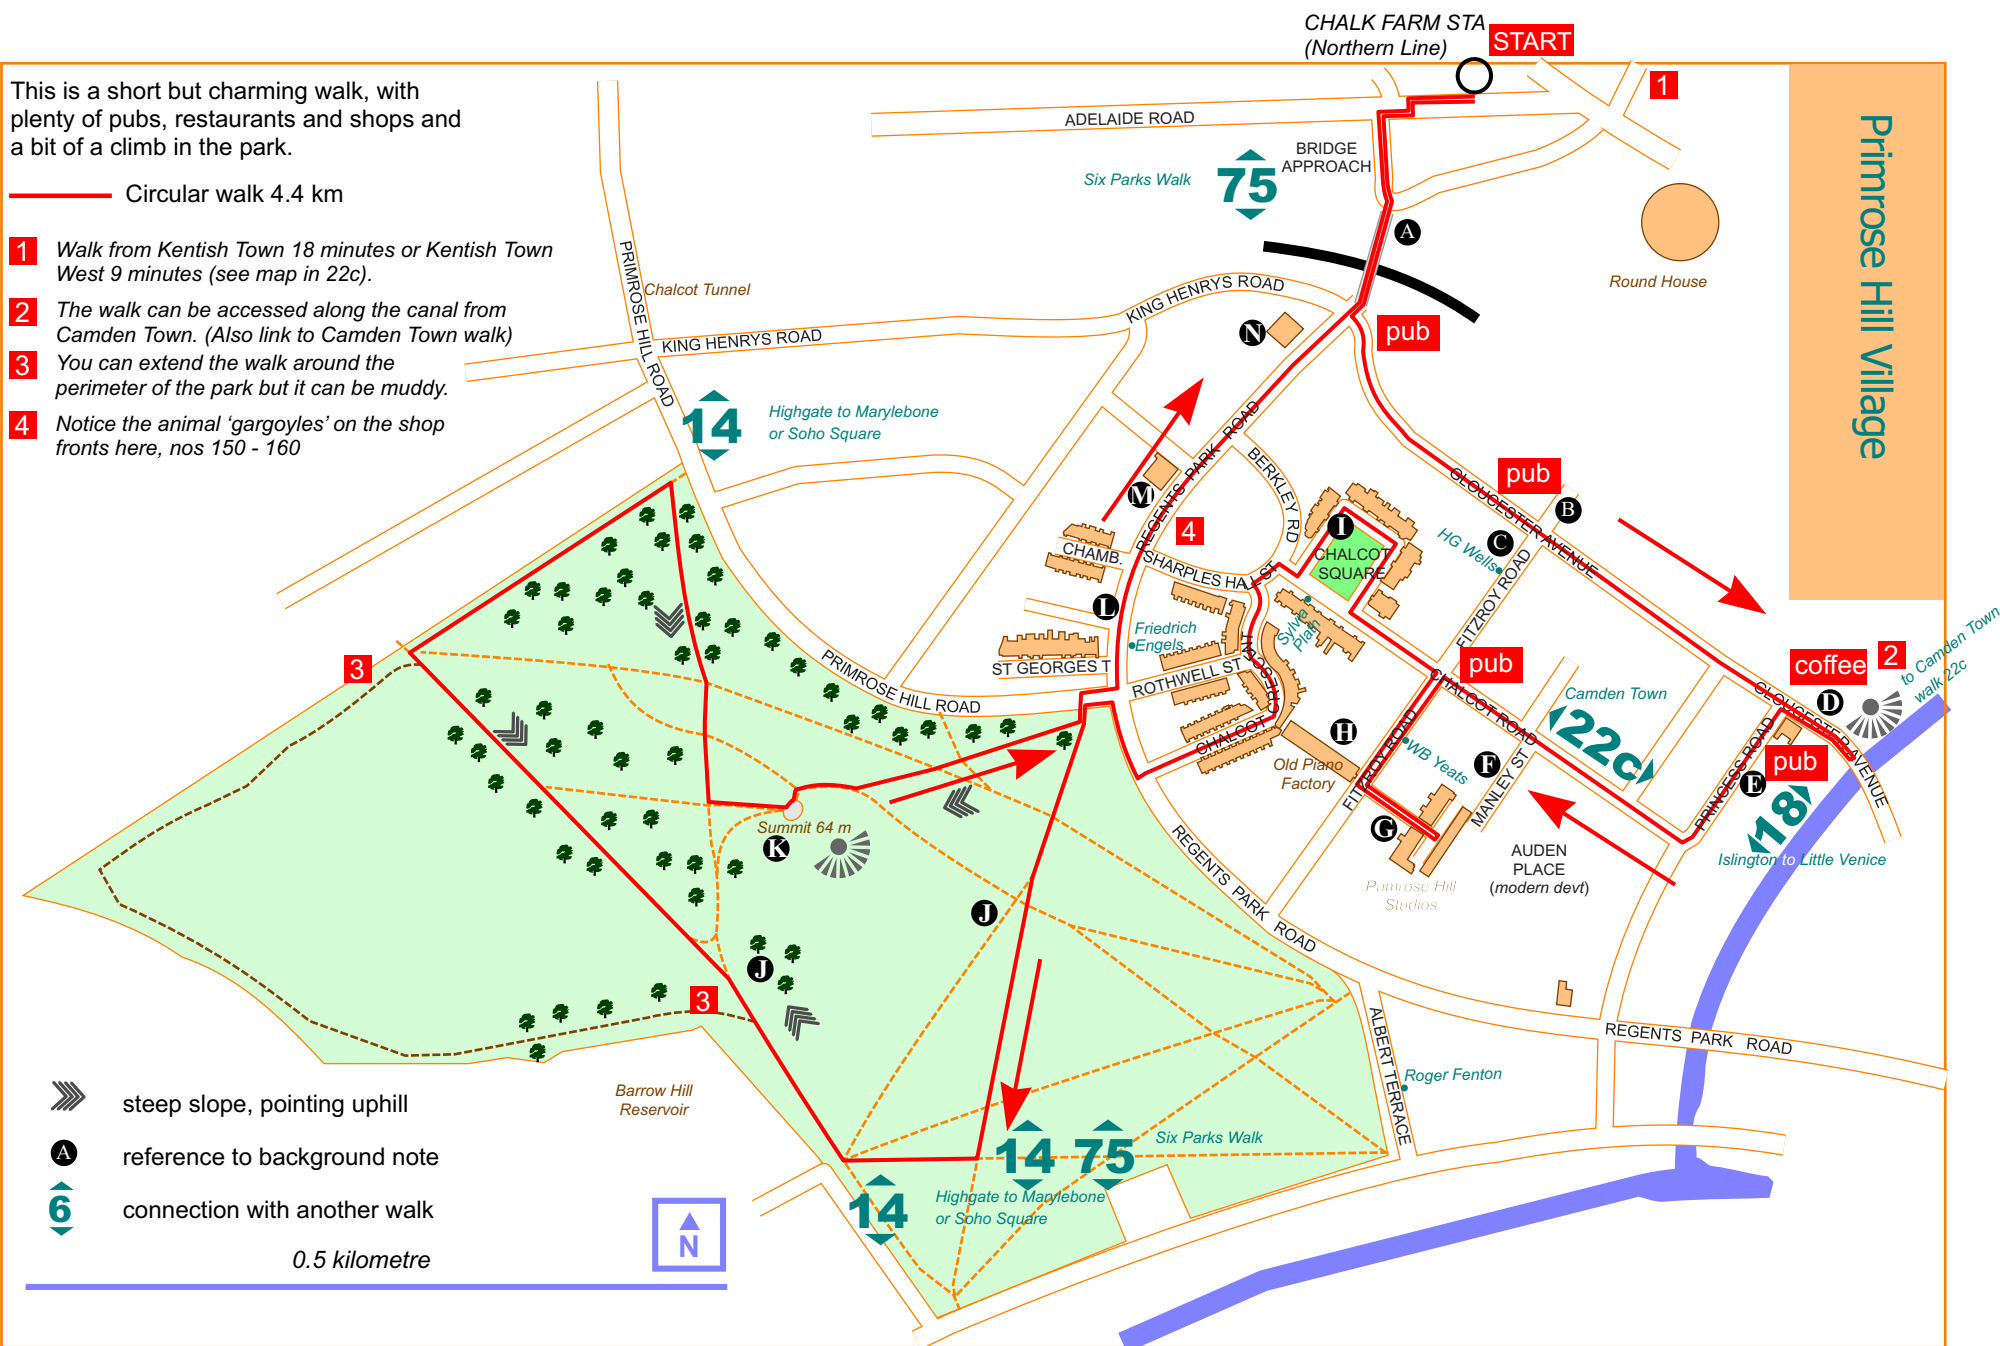 CHALK FARM STA
(Northern Line)
START
This is a short but charming walk, with
plenty of pubs, restaurants and shops and
a bit of a climb in the park.
Circular walk 4.4 km
1 Walk from Kentish Town 18 minutes or Kentish Town
West 9 minutes (see map in 22c).
2 The walk can be accessed along the canal from
Camden Town. (Also link to Camden Town walk)
3 You can extend the walk around the
perimeter of the park but it can be muddy.
4 Notice the animal ‘gargoyles’ on the shop
fronts here, nos 150 - 160
Primrose Hill Village
1
ADELAIDE ROAD
BRIDGE
APPROACH
Six Parks Walk
75
A
Round House
PRIMROSE HILL ROAD
Chalcot Tunnel
KING HENRYS ROAD
KING HENRYS ROAD
N
pub
14
Highgate to Marylebone
or Soho Square
REGENTS PARK ROAD
BERKLEY RD
M
4
pub
B
GLOUCESTER AVENUE
HG Wells
C
I
CHALCOT
SQUARE
CHAMB.
SHARPLES HALL ST
FITZROY ROAD
L
Friedrich
Engels
Sylvia
Plath
ST GEORGES T
ROTHWELL ST
CHALCOT CRESCENT
PRIMROSE HILL ROAD
3
pub
CHALCOT ROAD
Camden Town
22c
coffee
2
to Camden Town
walk 22c
D
GLOUCESTER AVENUE
H
Old Piano
Factory
FITZROY ROAD
WB Yeats
F
MANLEY ST
PRINCESS ROAD
pub
E
18
Islington to Little Venice
G
Primrose Hill
Studios
AUDEN
PLACE
(modern devt)
Summit 64 m
K
REGENTS PARK ROAD
J
J
3
ALBERT TERRACE
REGENTS PARK ROAD
Roger Fenton
Barrow Hill
Reservoir
14
75
Six Parks Walk
Highgate to Marylebone
or Soho Square
14
steep slope, pointing uphill
A reference to background note
6 connection with another walk
N
0.5 kilometre